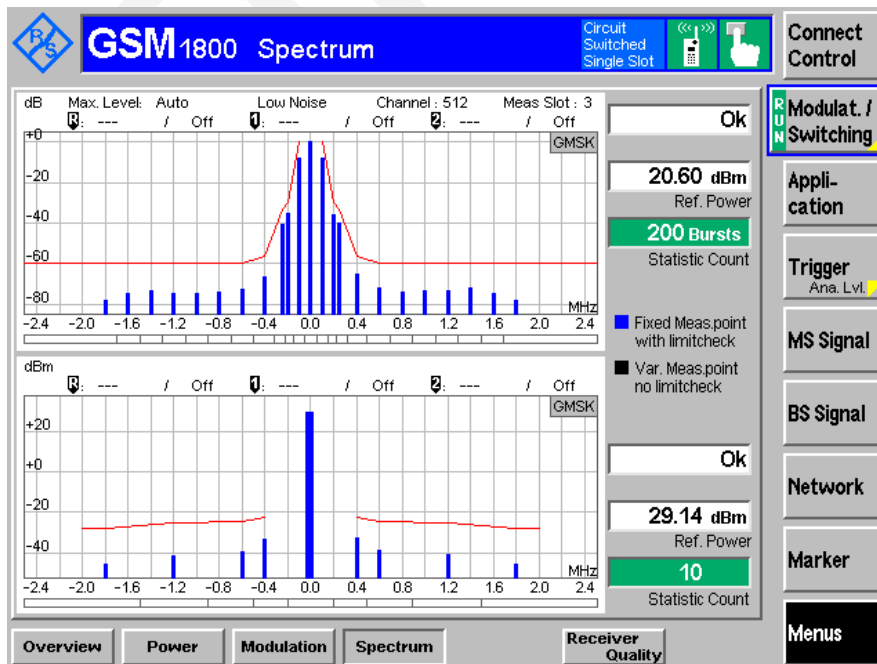 R&S
GSM 1800 Spectrum
Circuit
Switched
Single Slot
Connect
Control
dB Max. Level: Auto Low Noise Channel : 512 Meas Slot : 3
R: --- / Off 1: --- / Off 2: --- / Off
GMSK
+0
-20
-40
-60
-80
MHz
-2.4 -2.0 -1.6 -1.2 -0.8 -0.4 0.0 0.4 0.8 1.2 1.6 2.0 2.4
Ok
20.60 dBm
Ref. Power
200 Bursts
Statistic Count
Fixed Meas.point
with limitcheck
Var. Meas.point
no limitcheck
dBm
R: --- / Off 1: --- / Off 2: --- / Off
GMSK
+20
+0
-20
-40
MHz
-2.4 -2.0 -1.6 -1.2 -0.8 -0.4 0.0 0.4 0.8 1.2 1.6 2.0 2.4
Ok
29.14 dBm
Ref. Power
10
Statistic Count
RUN
Modulat. /
Switching
Appli-
cation
Trigger
Ana. Lvl.
MS Signal
BS Signal
Network
Marker
Menus
Overview Power Modulation Spectrum Receiver
Quality